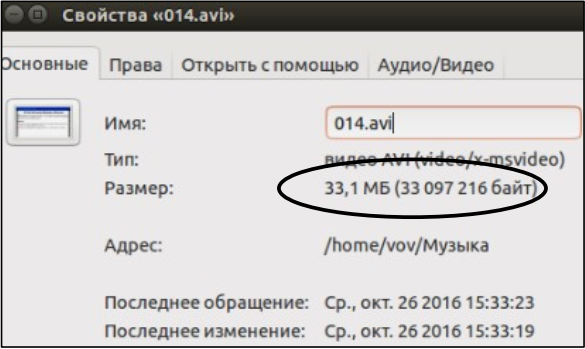 Свойства «014.avi»
Основные Права Открыть с помощью Аудио/Видео
Имя: 014.avi
Тип: видео AVI (video/x-msvideo)
Размер: 33,1 МБ (33 097 216 байт)
Адрес: /home/vov/Музыка
Последнее обращение: Ср., окт. 26 2016 15:33:23
Последнее изменение: Ср., окт. 26 2016 15:33:19